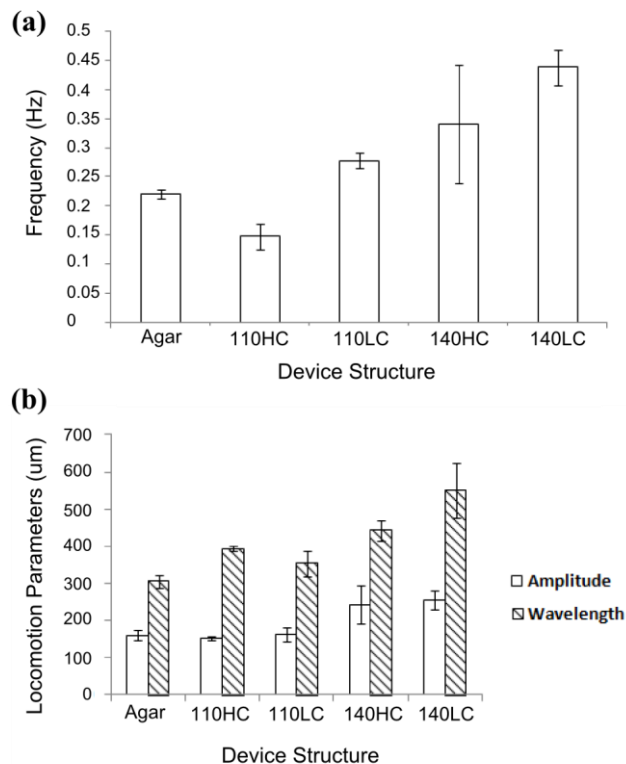 (a)
Frequency (Hz)
0.5
0.45
0.4
0.35
0.3
0.25
0.2
0.15
0.1
0.05
0
Agar 110HC 110LC 140HC 140LC
Device Structure
(b)
Locomotion Parameters (um)
700
600
500
400
300
200
100
0
Agar 110HC 110LC 140HC 140LC
Device Structure
Amplitude
Wavelength